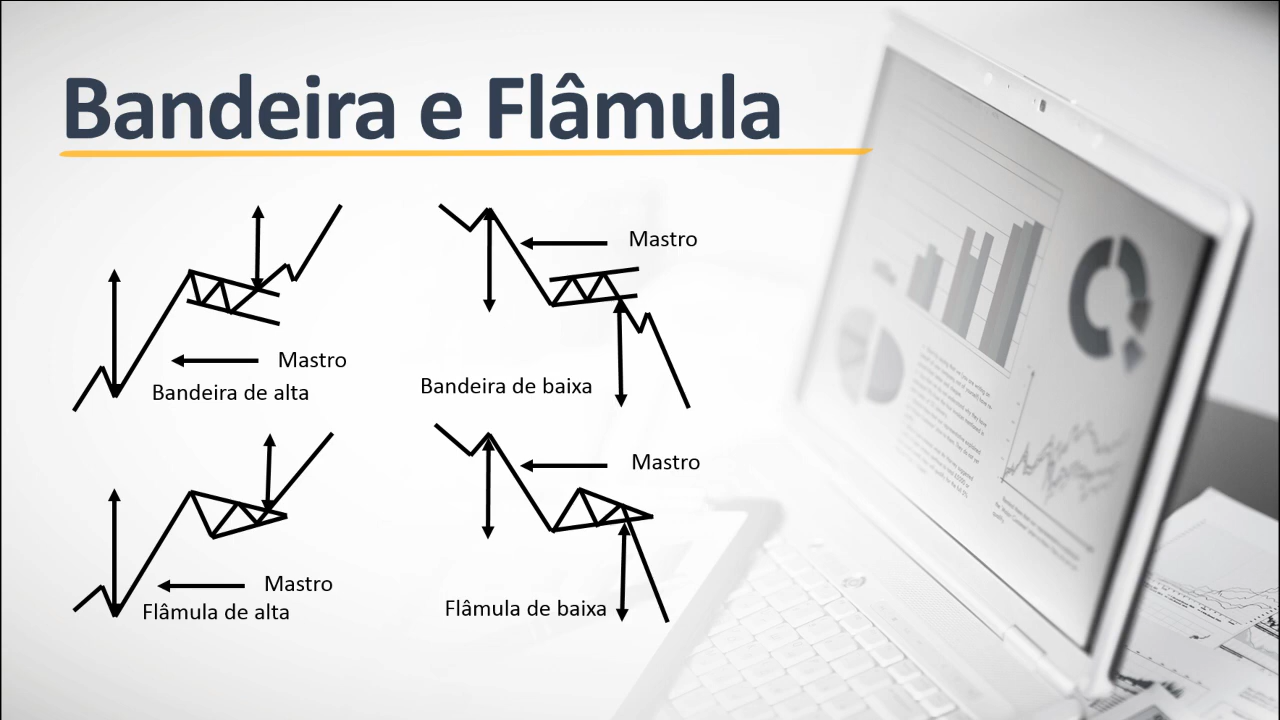 Bandeira e Flâmula
Mastro
Mastro
Bandeira de alta
Bandeira de baixa
Mastro
Mastro
Flâmula de alta
Flâmula de baixa